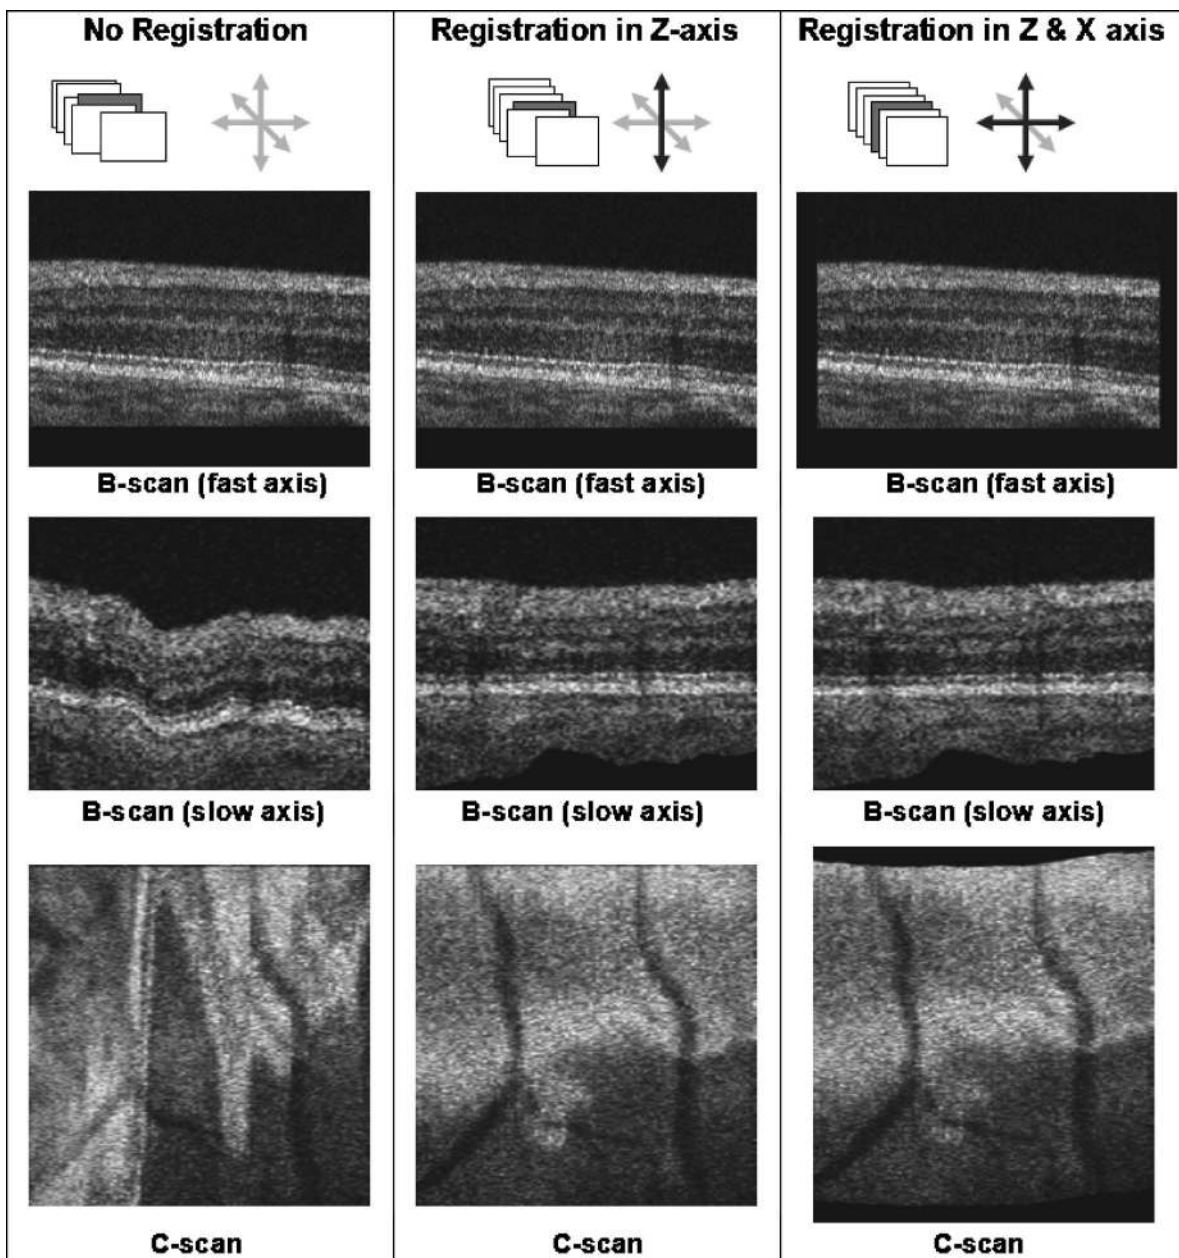 No Registration
Registration in Z-axis
Registration in Z & X axis
B-scan (fast axis)
B-scan (fast axis)
B-scan (fast axis)
B-scan (slow axis)
B-scan (slow axis)
B-scan (slow axis)
C-scan
C-scan
C-scan